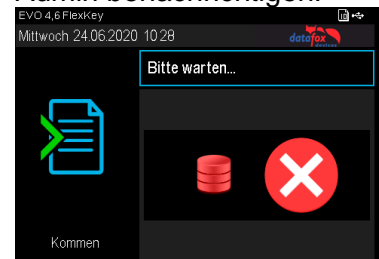 EVO 4,6 FlexKey
Mittwoch 24.06.2020 10:28
datafox
devices
Bitte warten...
Kommen